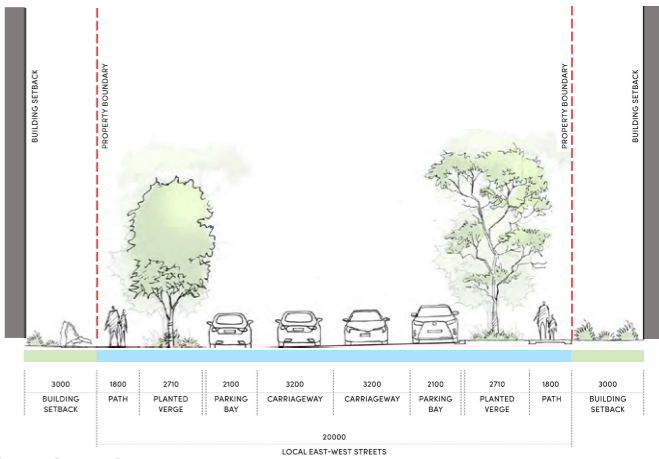 BUILDING SETBACK
PROPERTY BOUNDARY
PROPERTY BOUNDARY
BUILDING SETBACK
3000 1800 2710 2100 3200 3200 2100 2710 1800 3000
BUILDING PATH PLANTED PARKING CARRIAGEWAY CARRIAGEWAY PARKING PLANTED PATH BUILDING
SETBACK VERGE BAY BAY VERGE SETBACK
20000
LOCAL EAST-WEST STREETS